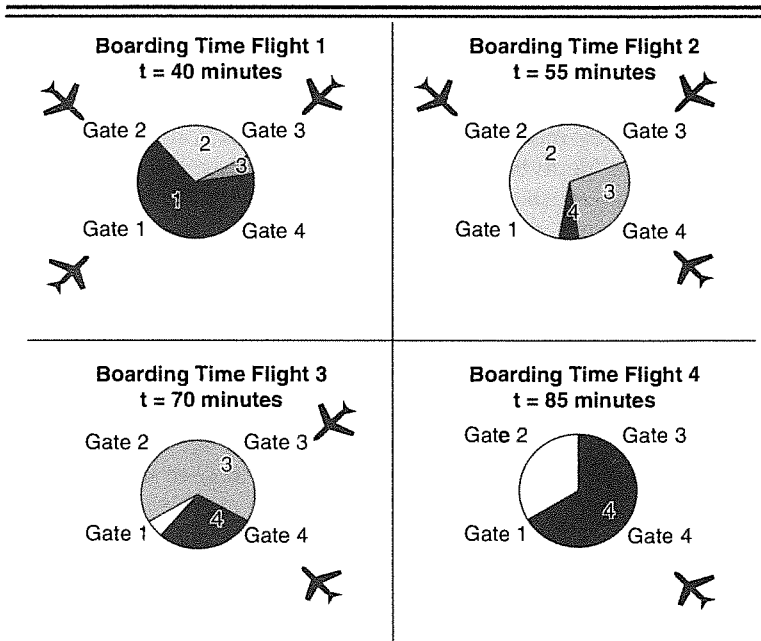 Boarding Time Flight 1
t = 40 minutes
Gate 2
Gate 3
2
3
1
Gate 1
Gate 4
Boarding Time Flight 2
t = 55 minutes
Gate 2
Gate 3
2
3
4
Gate 1
Gate 4
Boarding Time Flight 3
t = 70 minutes
Gate 2
Gate 3
3
4
Gate 1
Gate 4
Boarding Time Flight 4
t = 85 minutes
Gate 2
Gate 3
4
Gate 1
Gate 4